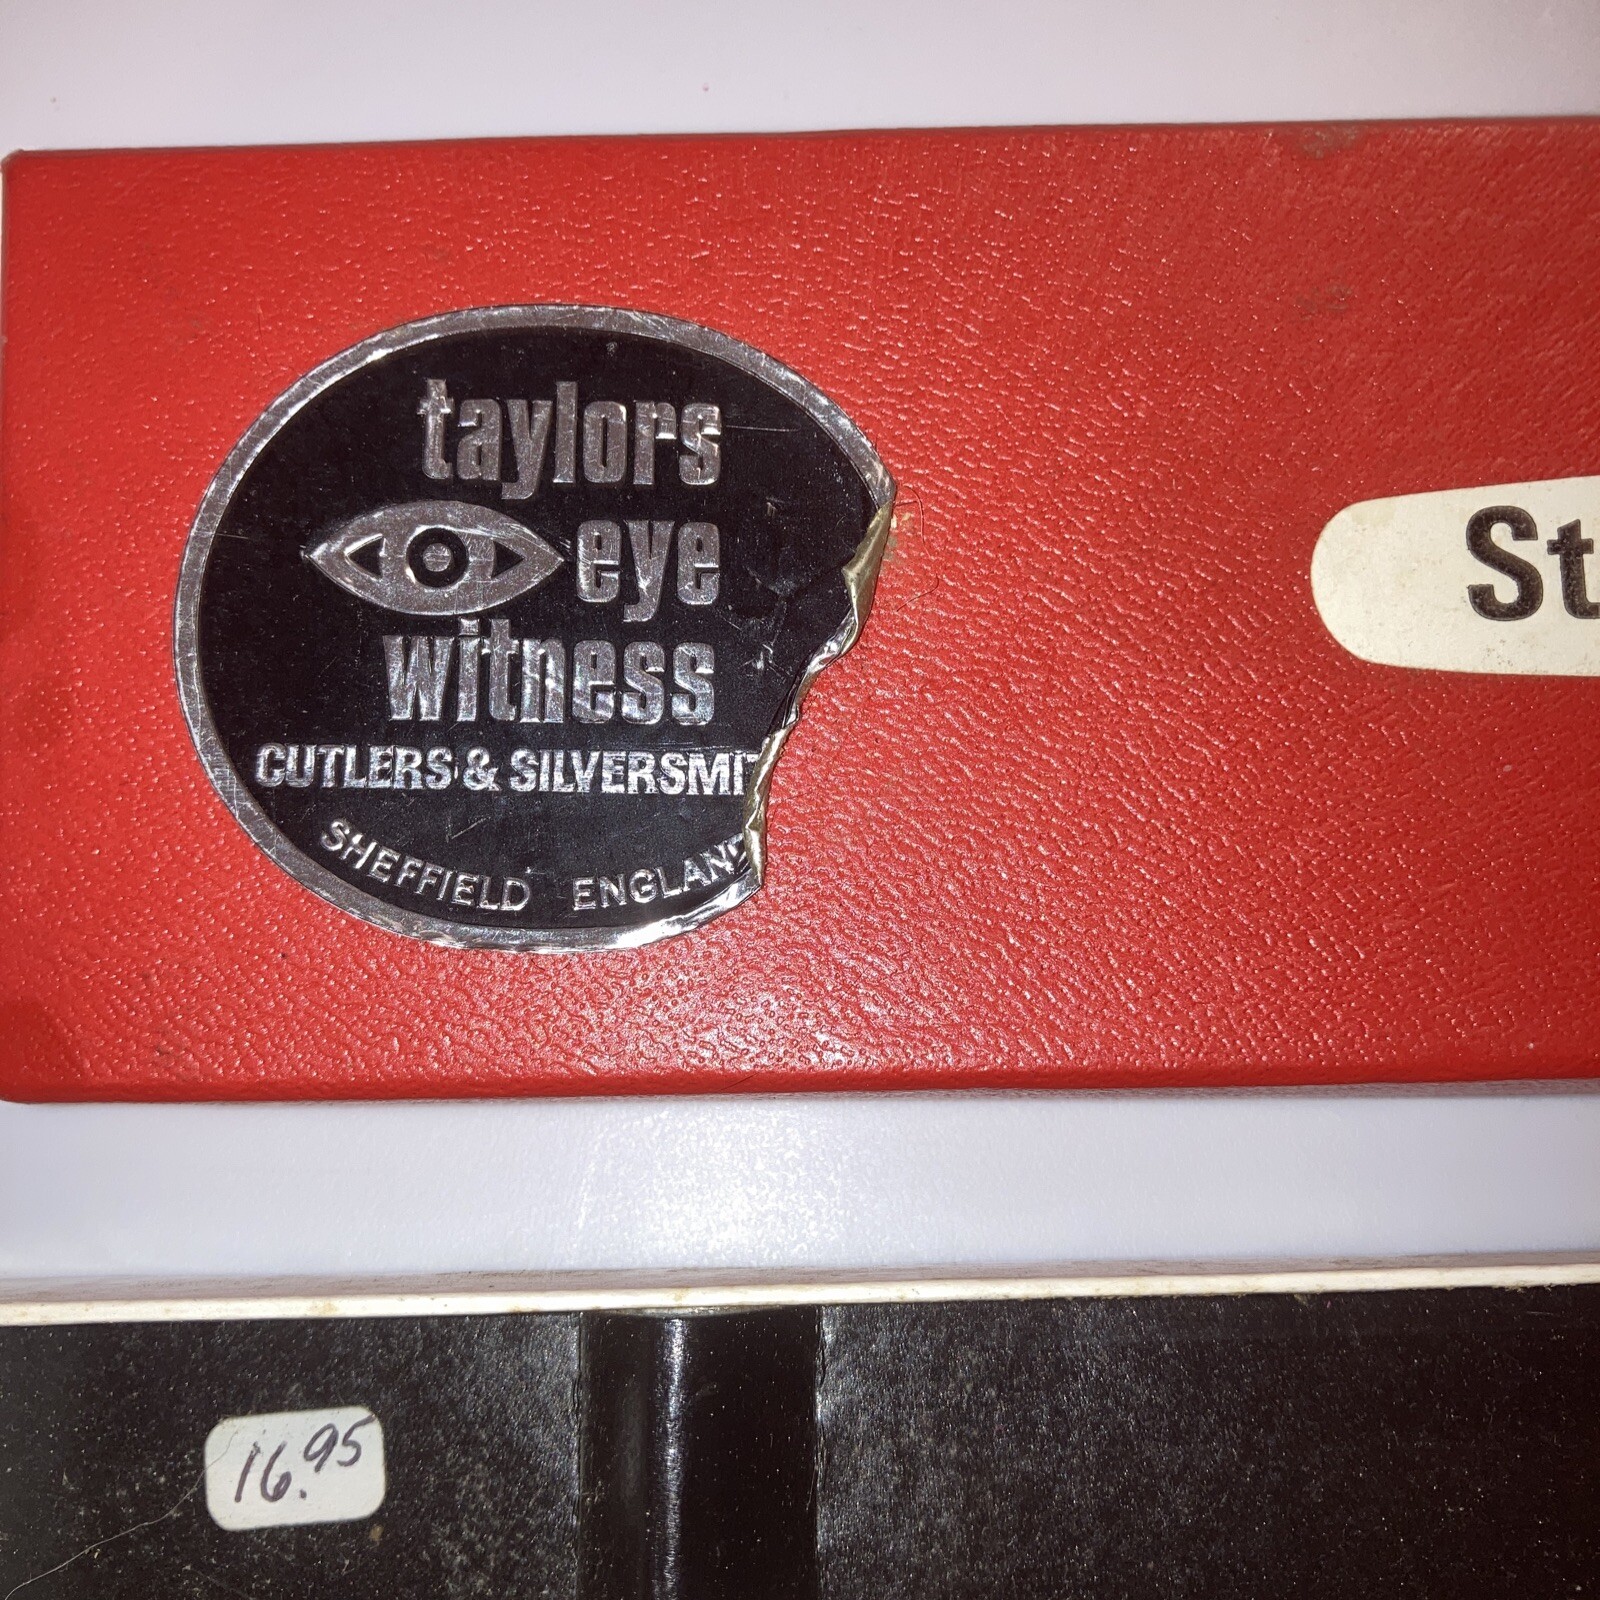 taylors
eye
witness
CUTLERS & SILVERSMIT
SHEFFIELD ENGLAND
St
16.95